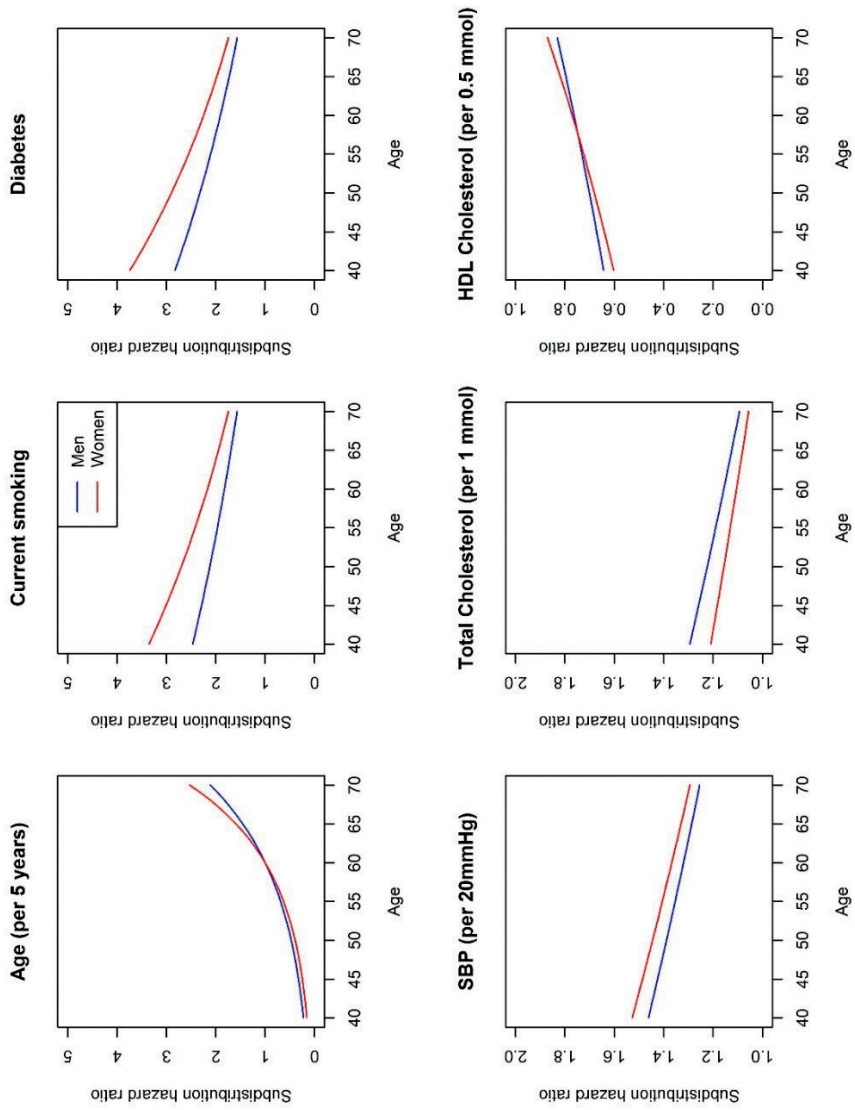 Age (per 5 years)
Subdistribution hazard ratio
5
4
3
2
1
0
40 45 50 55 60 65 70
Age
Current smoking
Men
Women
Subdistribution hazard ratio
5
4
3
2
1
0
40 45 50 55 60 65 70
Age
Diabetes
Subdistribution hazard ratio
5
4
3
2
1
0
40 45 50 55 60 65 70
Age
SBP (per 20mmHg)
Subdistribution hazard ratio
2.0
1.8
1.6
1.4
1.2
1.0
40 45 50 55 60 65 70
Age
Total Cholesterol (per 1 mmol)
Subdistribution hazard ratio
2.0
1.8
1.6
1.4
1.2
1.0
40 45 50 55 60 65 70
Age
HDL Cholesterol (per 0.5 mmol)
Subdistribution hazard ratio
1.0
0.8
0.6
0.4
0.2
0.0
40 45 50 55 60 65 70
Age